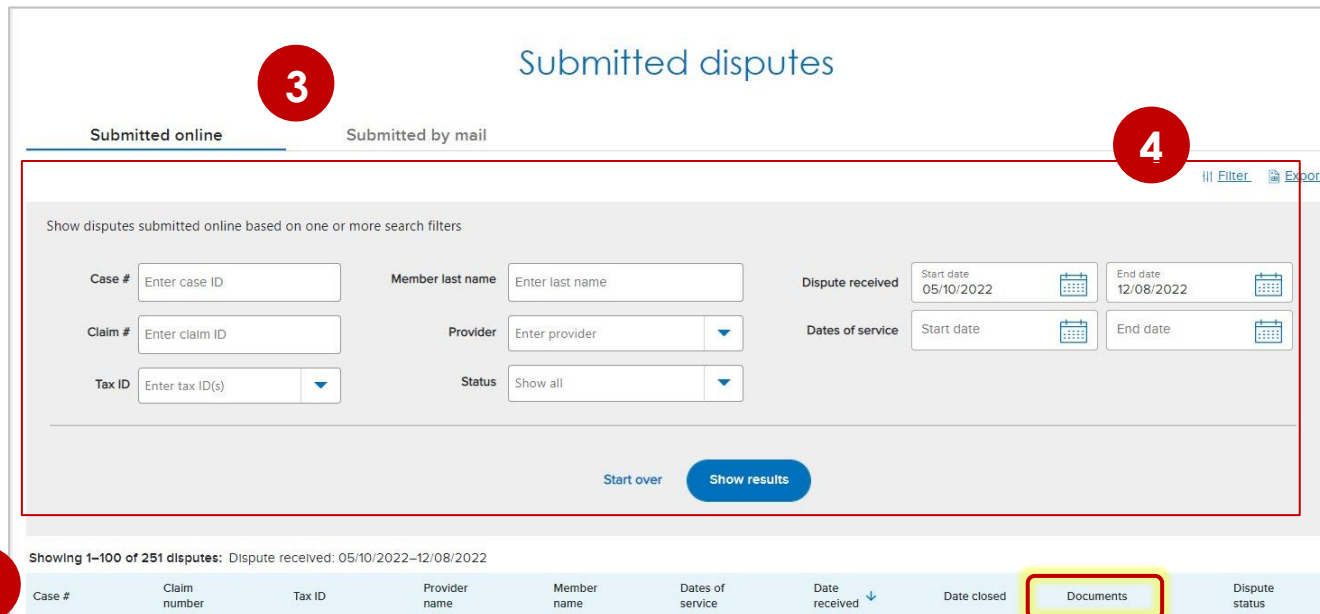 Submitted disputes
3
Submitted online Submitted by mail
4
Filter Expor
Show disputes submitted online based on one or more search filters
Case # Enter case ID Member last name Enter last name Dispute received Start date 05/10/2022 End date 12/08/2022
Claim # Enter claim ID Provider Enter provider Dates of service Start date End date
Tax ID Enter tax ID(s) Status Show all
Start over Show results
Showing 1–100 of 251 disputes: Dispute received: 05/10/2022–12/08/2022
Case # Claim number Tax ID Provider name Member name Dates of service Date received Date closed Documents Dispute status